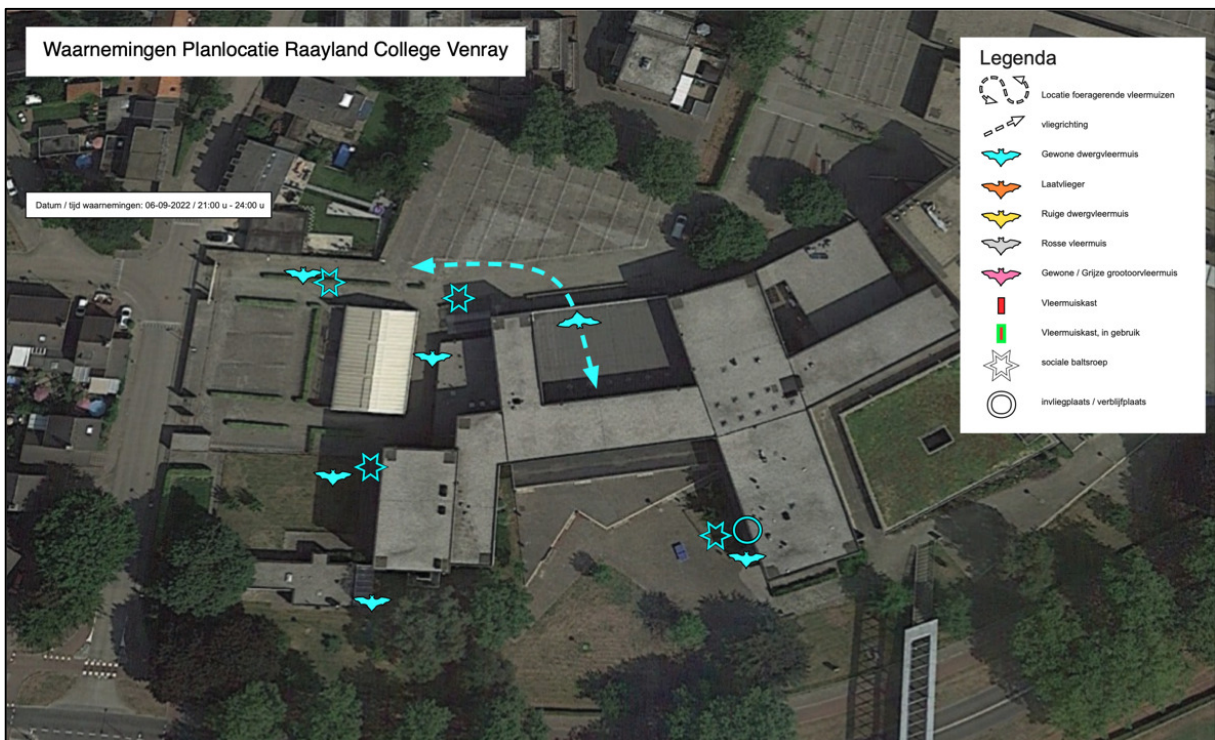 Waarnemingen Planlocatie Raayland College Venray
Datum / tijd waarnemingen: 06-09-2022 / 21:00 u - 24:00 u
Legenda
Locatie foeragerende vleermuizen
vliegrichting
Gewone dwergvleermuis
Laatvlieger
Ruige dwergvleermuis
Rosse vleermuis
Gewone / Grijze grootoorvleermuis
Vleermuiskast
Vleermuiskast, in gebruik
sociale baltsroep
invliegplaats / verblijfplaats